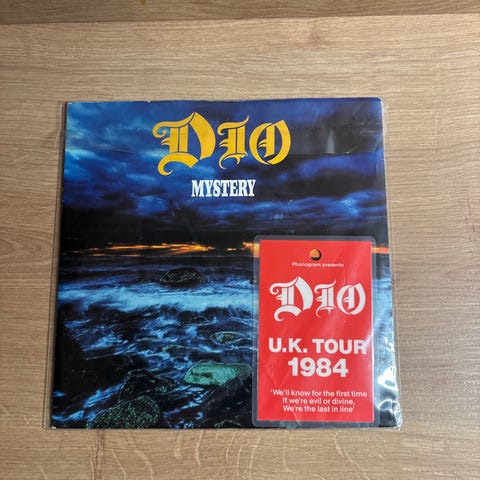 DIO
MYSTERY
Phonogram presents
DIO
U.K. TOUR
1984
'We'll know for the first time
If we're evil or divine,
We're the last in line'